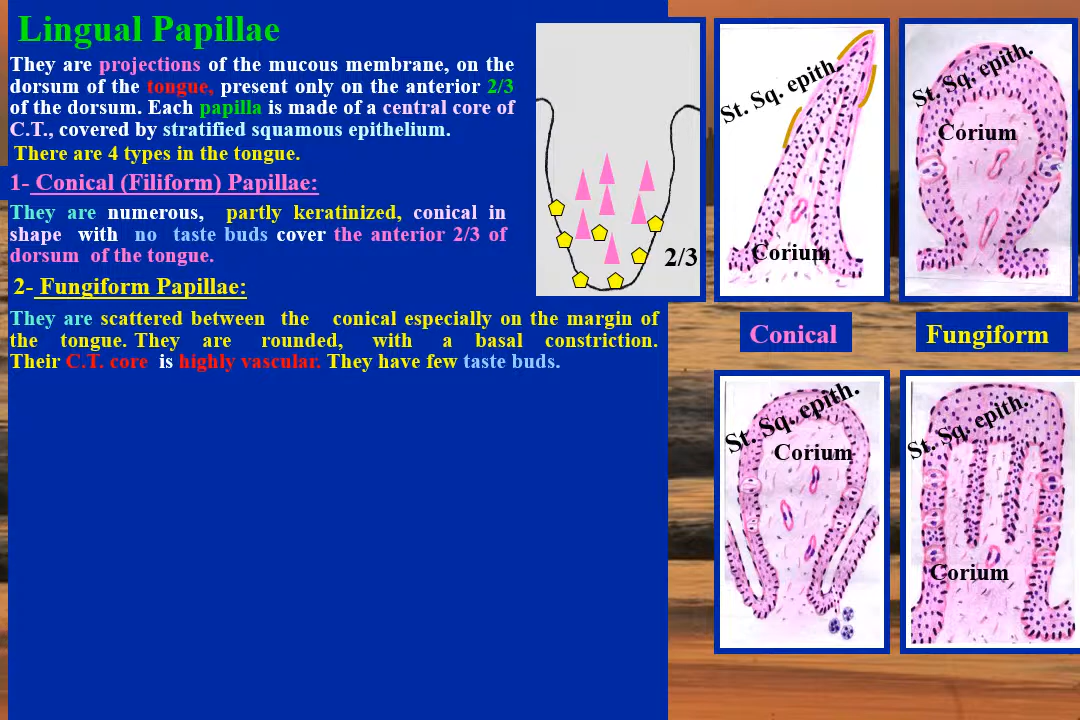 Lingual Papillae
They are projections of the mucous membrane, on the
dorsum of the tongue, present only on the anterior 2/3
of the dorsum. Each papilla is made of a central core of
C.T., covered by stratified squamous epithelium.
There are 4 types in the tongue.
1- Conical (Filiform) Papillae:
They are numerous, partly keratinized, conical in
shape with no taste buds cover the anterior 2/3 of
dorsum of the tongue.
2- Fungiform Papillae:
They are scattered between the conical especially on the margin of
the tongue. They are rounded, with a basal constriction.
Their C.T. core is highly vascular. They have few taste buds.
2/3
St. Sq. epith.
Corium
St. Sq. epith.
Corium
Conical
Fungiform
St. Sq. epith.
Corium
St. Sq. epith.
Corium